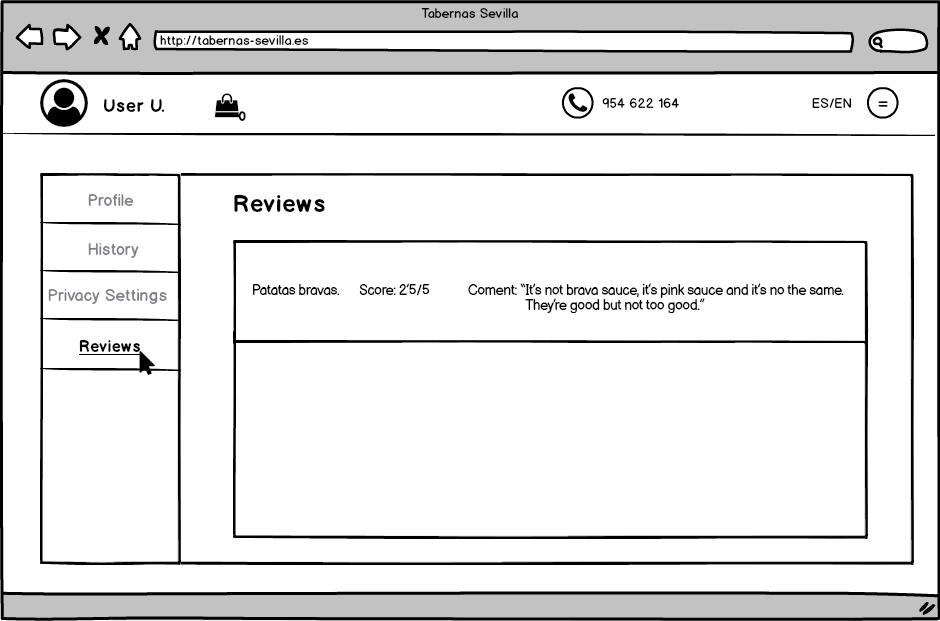 Tabernas Sevilla
http://tabernas-sevilla.es
User U.
0
954 622 164
ES/EN
=
Profile
History
Privacy Settings
Reviews
Reviews
Patatas bravas. Score: 2'5/5 Coment: "It's not brava sauce, it's pink sauce and it's no the same.
They're good but not too good."